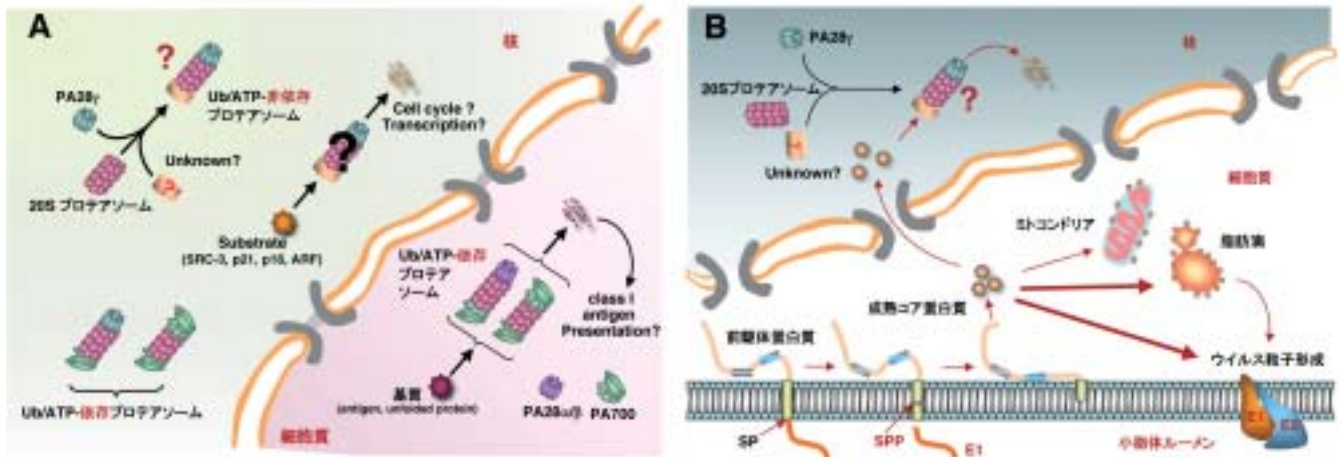 A
核
?
PA28γ
Ub/ATP-非依存
プロテアソーム
Unknown?
?
20S プロテアソーム
Cell cycle ?
Transcription?
?
Substrate
(SRC-3, p21, p16, ARF)
Ub/ATP-依存
プロテア
ソーム
class I
antigen
Presentation?
基質
(antigen, unfolded protein)
PA28α/β PA700
Ub/ATP-依存プロテアソーム
細胞質
B
PA28γ
核
20Sプロテアソーム
?
Unknown?
細胞質
ミトコンドリア
脂肪滴
成熟コア蛋白質
前駆体蛋白質
ウイルス粒子形成
E1
E2
SP
SPP
E1
小胞体ルーメン